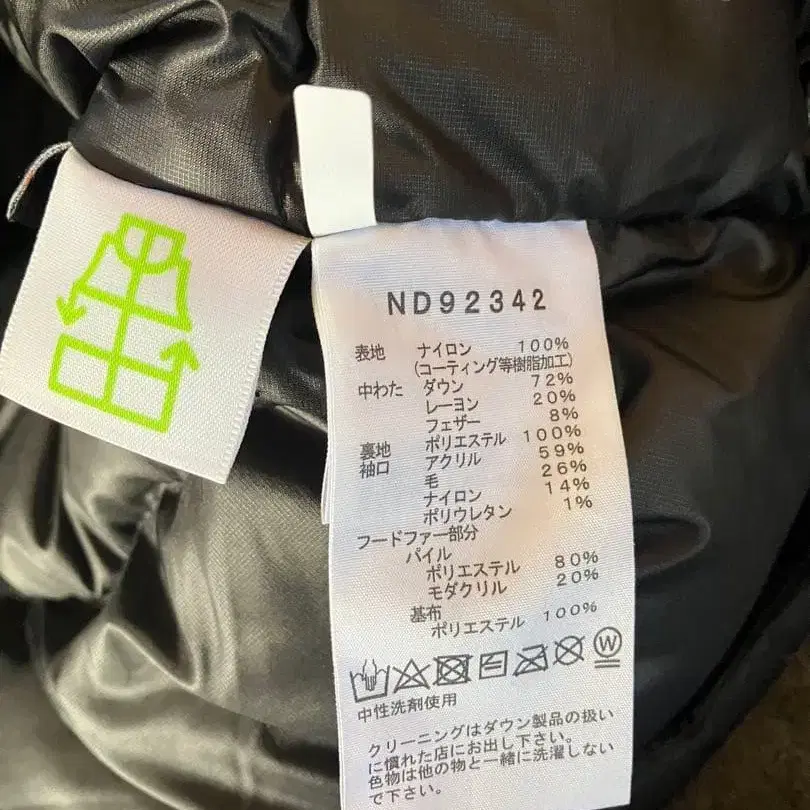 ND92342
表地 ナイロン 100%
(コーティング等樹脂加工)
中わた ダウン 72%
レーヨン 20%
フェザー 8%
裏地 ポリエステル 100%
袖口 アクリル 59%
毛 26%
ナイロン 14%
ポリウレタン 1%
フードファー部分
パイル
ポリエステル 80%
モダクリル 20%
基布
ポリエステル 100%
W
中性洗剤使用
クリーニングはダウン製品の扱い
に慣れた店にお出し下さい。
色物は他の物と一緒に洗濯しない
で下さい。